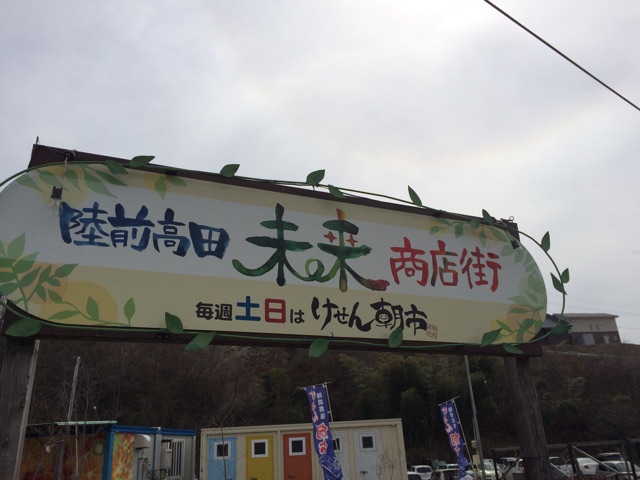 陸前高田 未来 商店街
毎週土日は けせん朝市